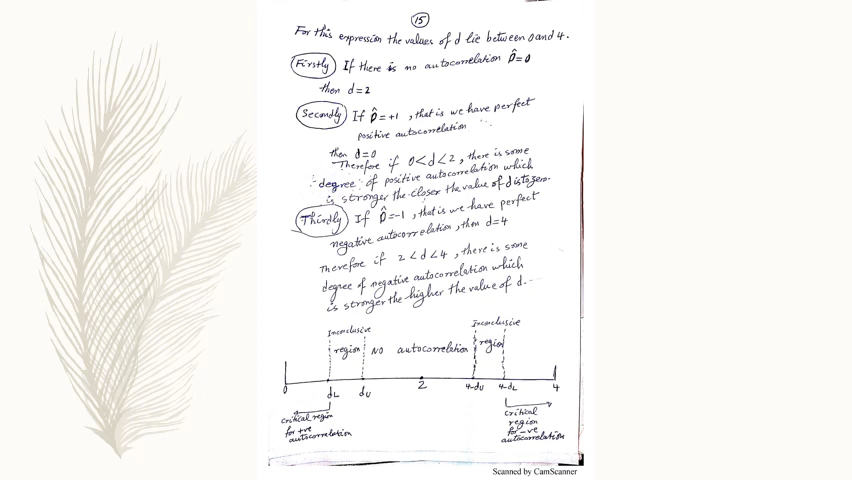 15
For this expression the values of d lie between 0 and 4.
Firstly If there is no autocorrelation ρ̂=0
then d=2
Secondly If ρ̂=+1, that is we have perfect
positive autocorrelation
then d=0
Therefore if 0<d<2, there is some
degree of positive autocorrelation which
is stronger the closer the value of d is to zero.
Thirdly If ρ̂=-1, that is we have perfect
negative autocorrelation, then d=4
Therefore if 2<d<4, there is some
degree of negative autocorrelation which
is stronger the higher the value of d.
Inconclusive Inconclusive
region NO autocorrelation region
0 dL dU 2 4-dU 4-dL 4
critical region
for +ve
autocorrelation
critical
region
for -ve
autocorrelation
Scanned by CamScanner